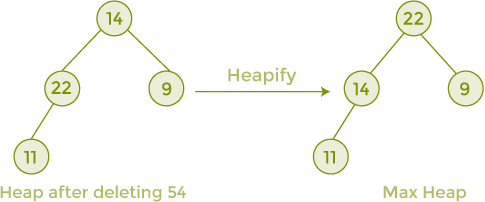 14
22
22
9
Heapify
14
9
11
11
Heap after deleting 54
Max Heap